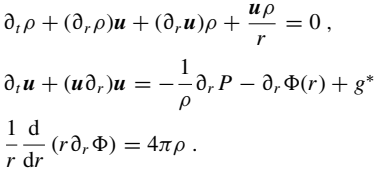 ∂ₜρ + (∂ᵣρ)𝒖 + (∂ᵣ𝒖)ρ + 𝒖ρ/r = 0 ,
∂ₜ𝒖 + (𝒖∂ᵣ)𝒖 = −1/ρ ∂ᵣP − ∂ᵣΦ(r) + g*
1/r d/dr (r∂ᵣΦ) = 4πρ .